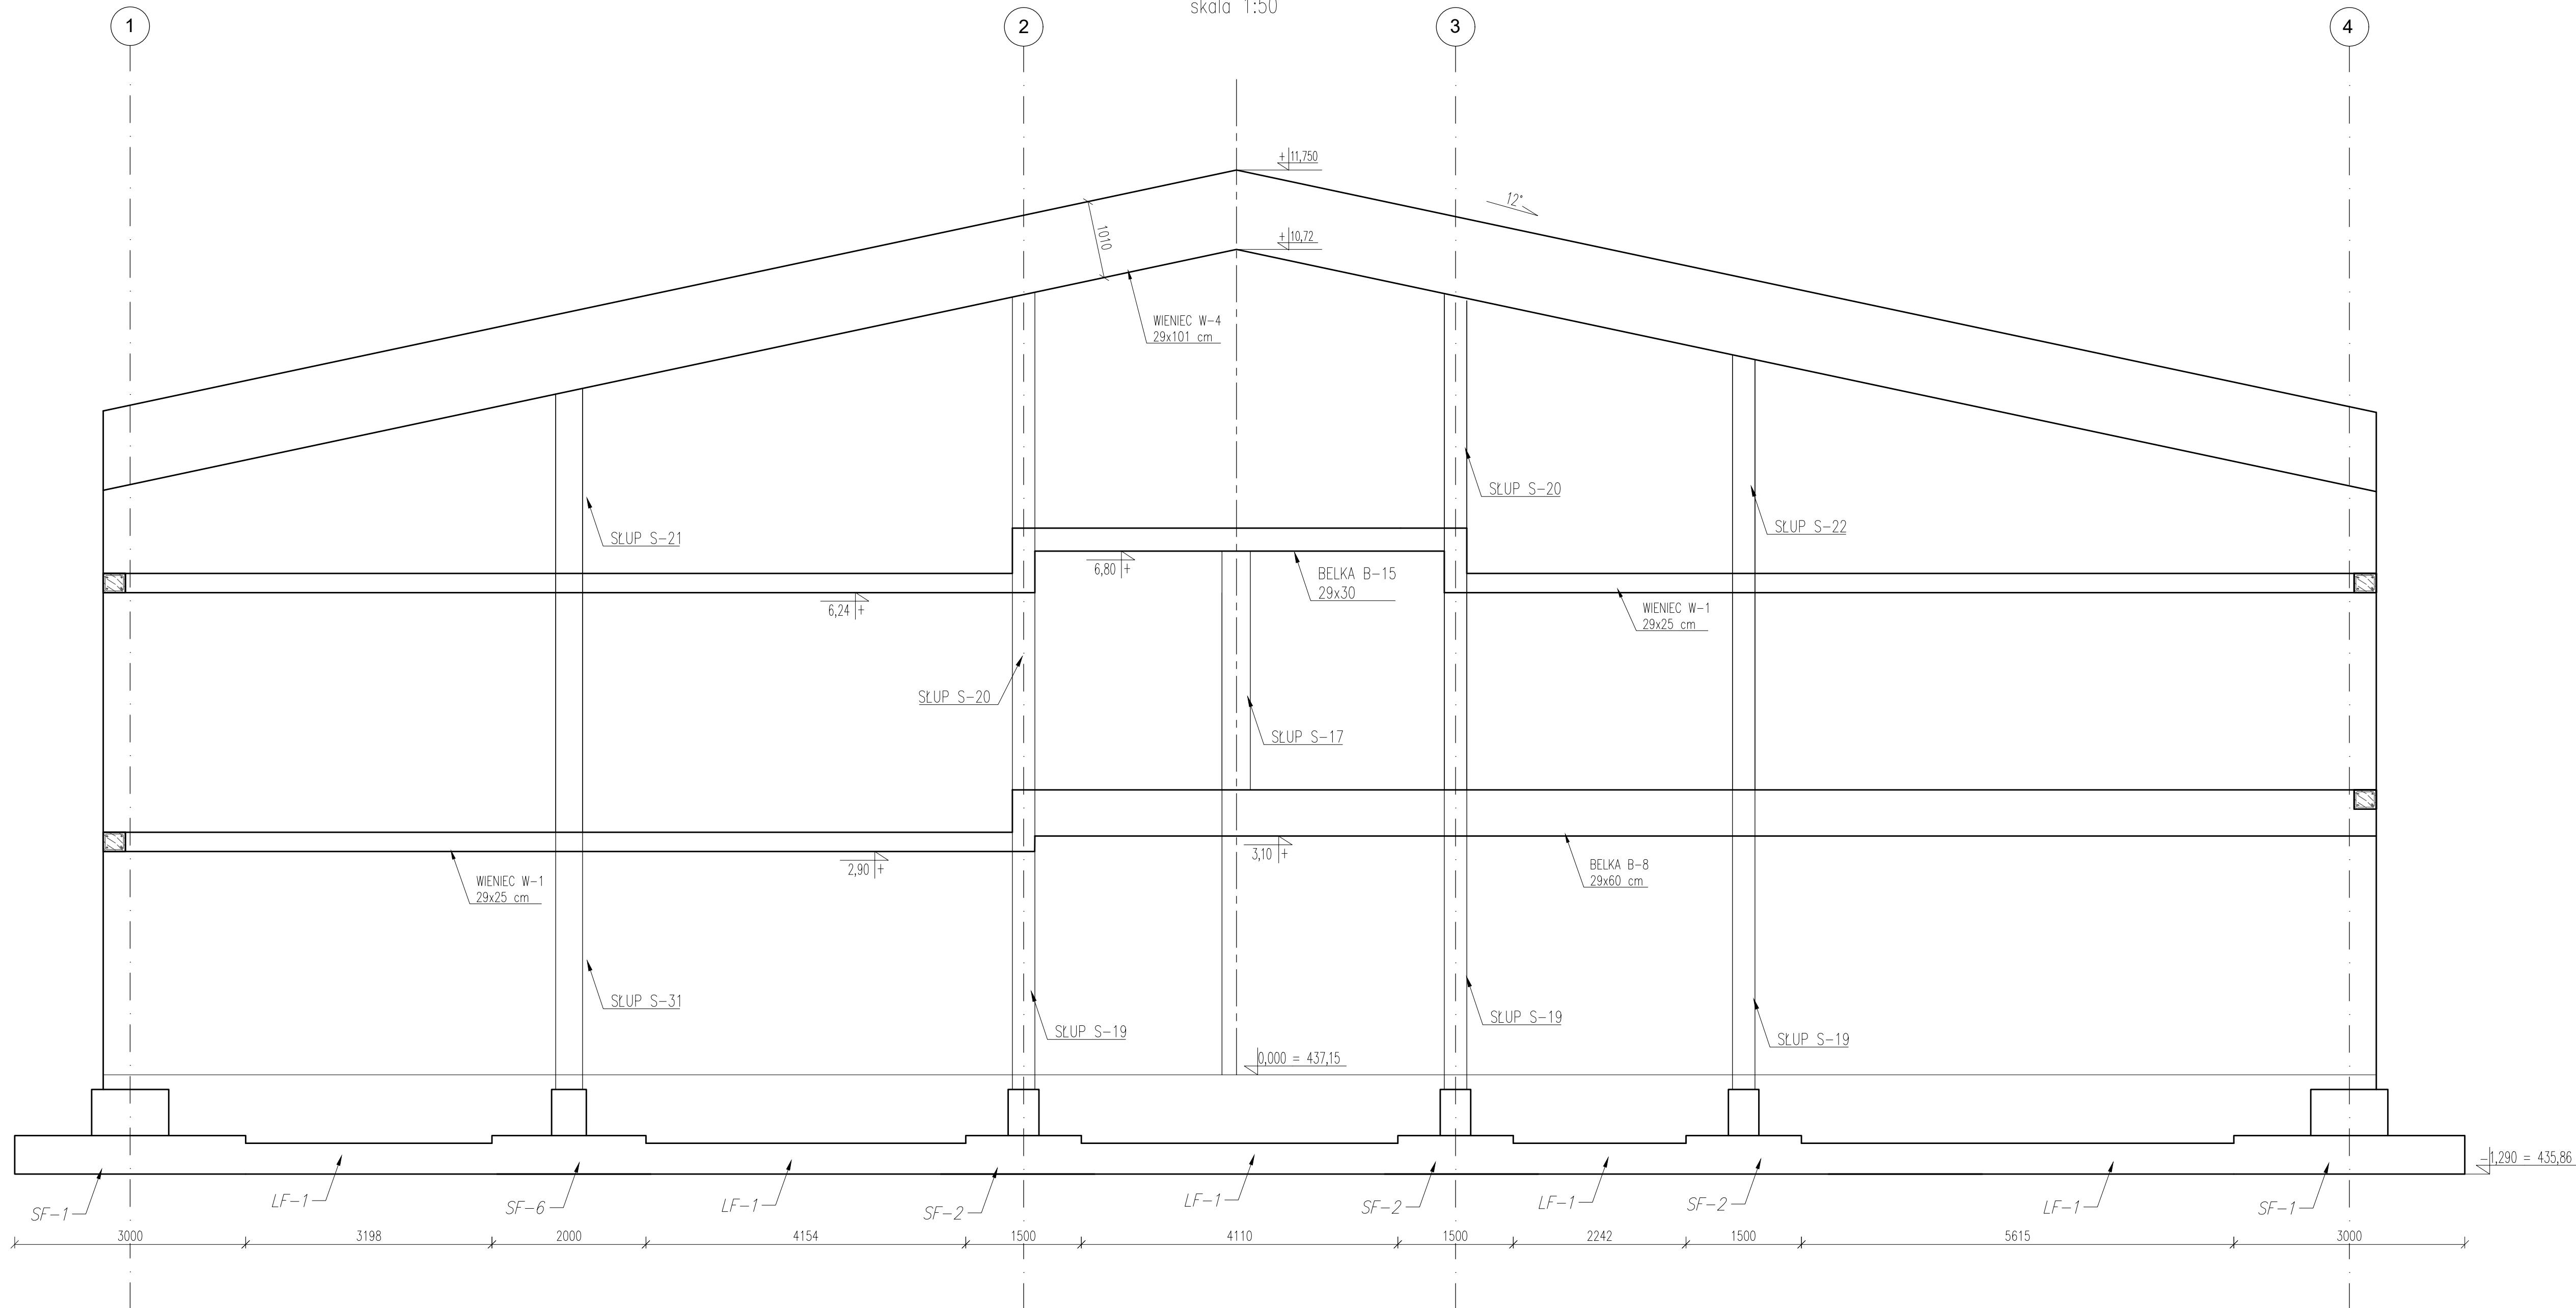 skala 1:50
1
2
3
4
+11,750
12°
+10,72
1010
WIENIEC W-4
29x101 cm
SŁUP S-20
SŁUP S-21
SŁUP S-22
6,80 +
BELKA B-15
29x30
6,24 +
WIENIEC W-1
29x25 cm
SŁUP S-20
SŁUP S-17
3,10 +
2,90 +
BELKA B-8
29x60 cm
WIENIEC W-1
29x25 cm
SŁUP S-31
SŁUP S-19
SŁUP S-19
SŁUP S-19
0,000 = 437,15
-1,290 = 435,86
SF-1
LF-1
SF-6
LF-1
SF-2
LF-1
SF-2
LF-1
SF-2
LF-1
SF-1
3000
3198
2000
4154
1500
4110
1500
2242
1500
5615
3000